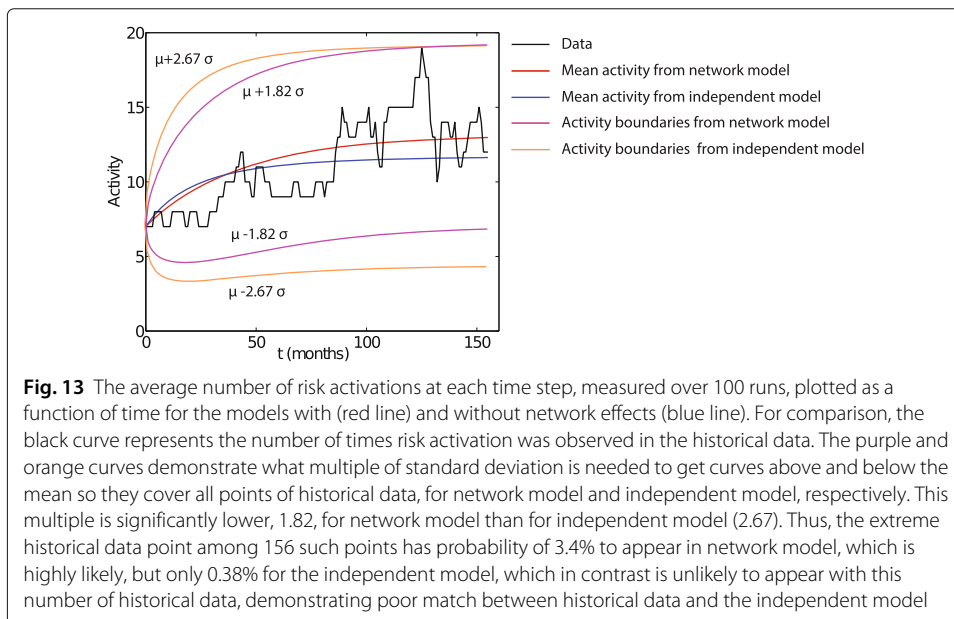 20
15
10
5
0
Activity
0 50 100 150
t (months)
μ+2.67 σ
μ +1.82 σ
μ -1.82 σ
μ -2.67 σ
Data
Mean activity from network model
Mean activity from independent model
Activity boundaries from network model
Activity boundaries from independent model
Fig. 13 The average number of risk activations at each time step, measured over 100 runs, plotted as a
function of time for the models with (red line) and without network effects (blue line). For comparison, the
black curve represents the number of times risk activation was observed in the historical data. The purple and
orange curves demonstrate what multiple of standard deviation is needed to get curves above and below the
mean so they cover all points of historical data, for network model and independent model, respectively. This
multiple is significantly lower, 1.82, for network model than for independent model (2.67). Thus, the extreme
historical data point among 156 such points has probability of 3.4% to appear in network model, which is
highly likely, but only 0.38% for the independent model, which in contrast is unlikely to appear with this
number of historical data, demonstrating poor match between historical data and the independent model